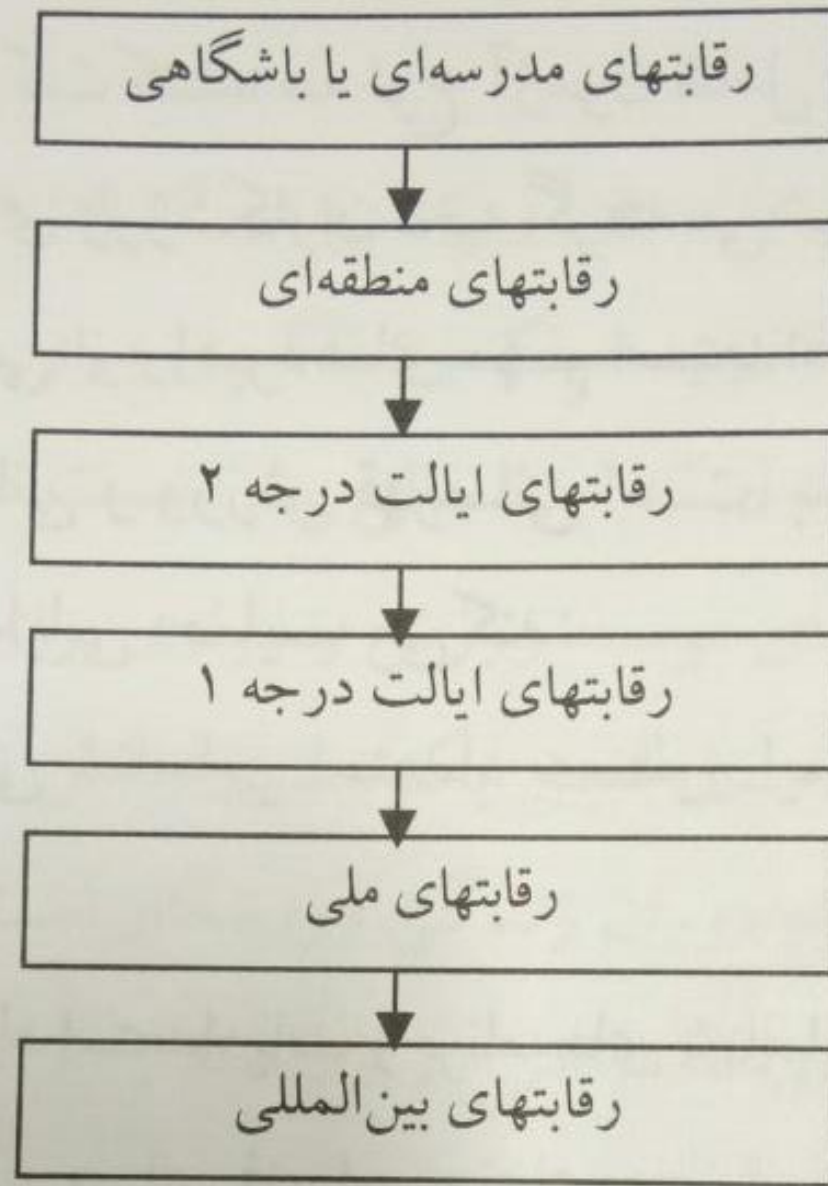 رقابتهای مدرسه‌ای یا باشگاهی
رقابتهای منطقه‌ای
رقابتهای ایالت درجه ۲
رقابتهای ایالت درجه ۱
رقابتهای ملی
رقابتهای بین‌المللی